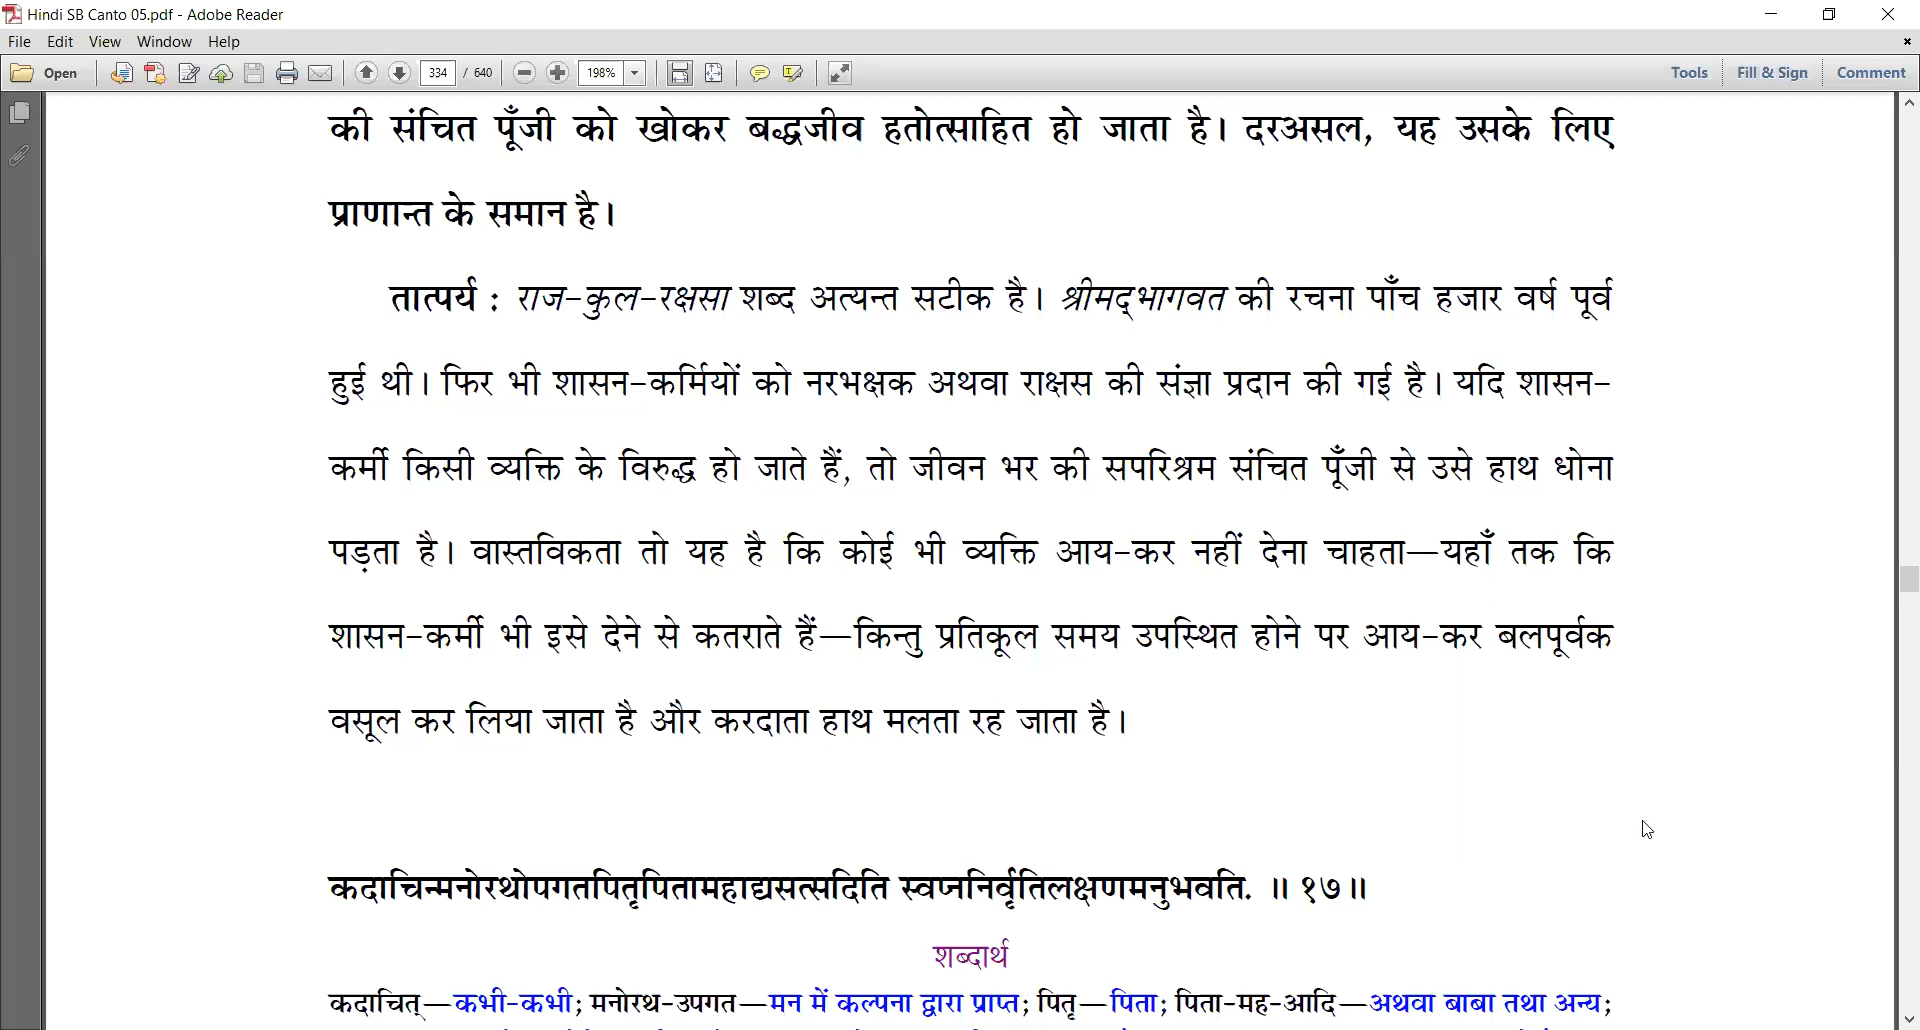 Hindi SB Canto 05.pdf - Adobe Reader
File Edit View Window Help
Open 334 / 640 198% Tools Fill & Sign Comment
की संचित पूँजी को खोकर बद्धजीव हतोत्साहित हो जाता है। दरअसल, यह उसके लिए
प्राणान्त के समान है।
तात्पर्य : राज-कुल-रक्षसा शब्द अत्यन्त सटीक है। श्रीमद्भागवत की रचना पाँच हजार वर्ष पूर्व
हुई थी। फिर भी शासन-कर्मियों को नरभक्षक अथवा राक्षस की संज्ञा प्रदान की गई है। यदि शासन-
कर्मी किसी व्यक्ति के विरुद्ध हो जाते हैं, तो जीवन भर की सपरिश्रम संचित पूँजी से उसे हाथ धोना
पड़ता है। वास्तविकता तो यह है कि कोई भी व्यक्ति आय-कर नहीं देना चाहता—यहाँ तक कि
शासन-कर्मी भी इसे देने से कतराते हैं—किन्तु प्रतिकूल समय उपस्थित होने पर आय-कर बलपूर्वक
वसूल कर लिया जाता है और करदाता हाथ मलता रह जाता है।
कदाचिन्मनोरथोपगतपितृपितामहाद्यसत्सदिति स्वप्ननिर्वृतिलक्षणमनुभवति. ॥ १७॥
शब्दार्थ
कदाचित्—कभी-कभी; मनोरथ-उपगत—मन में कल्पना द्वारा प्राप्त; पितृ—पिता; पिता-मह-आदि—अथवा बाबा तथा अन्य;